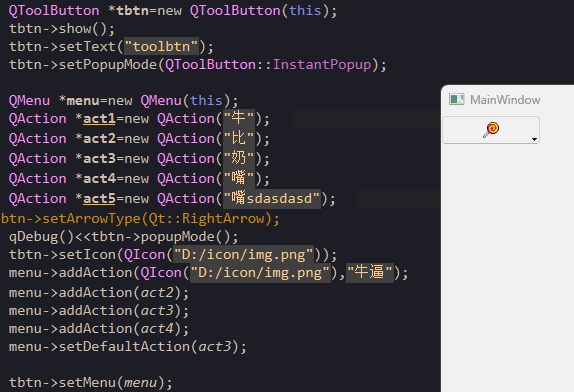 QToolButton *tbtn=new QToolButton(this);
tbtn->show();
tbtn->setText("toolbtn");
tbtn->setPopupMode(QToolButton::InstantPopup);
QMenu *menu=new QMenu(this);
QAction *act1=new QAction("牛");
QAction *act2=new QAction("比");
QAction *act3=new QAction("奶");
QAction *act4=new QAction("嘴");
QAction *act5=new QAction("嘴sdasdasd");
btn->setArrowType(Qt::RightArrow);
qDebug()<<tbtn->popupMode();
tbtn->setIcon(QIcon("D:/icon/img.png"));
menu->addAction(QIcon("D:/icon/img.png"),"牛逼");
menu->addAction(act2);
menu->addAction(act3);
menu->addAction(act4);
menu->setDefaultAction(act3);
tbtn->setMenu(menu);
MainWindow